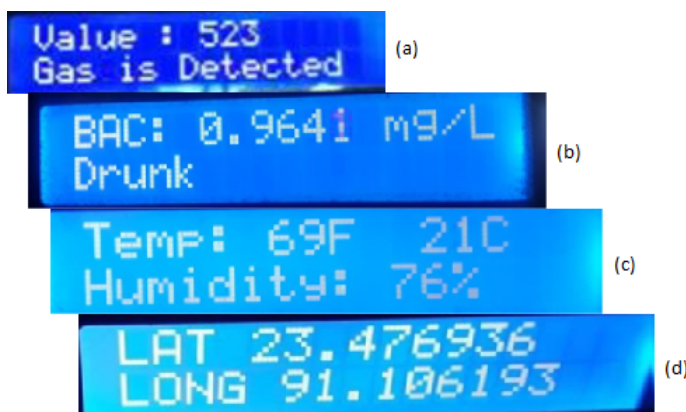 Value : 523
Gas is Detected
(a)
BAC: 0.9641 mg/L
Drunk
(b)
Temp: 69F 21C
Humidity: 76%
(c)
LAT 23.476936
LONG 91.106193
(d)